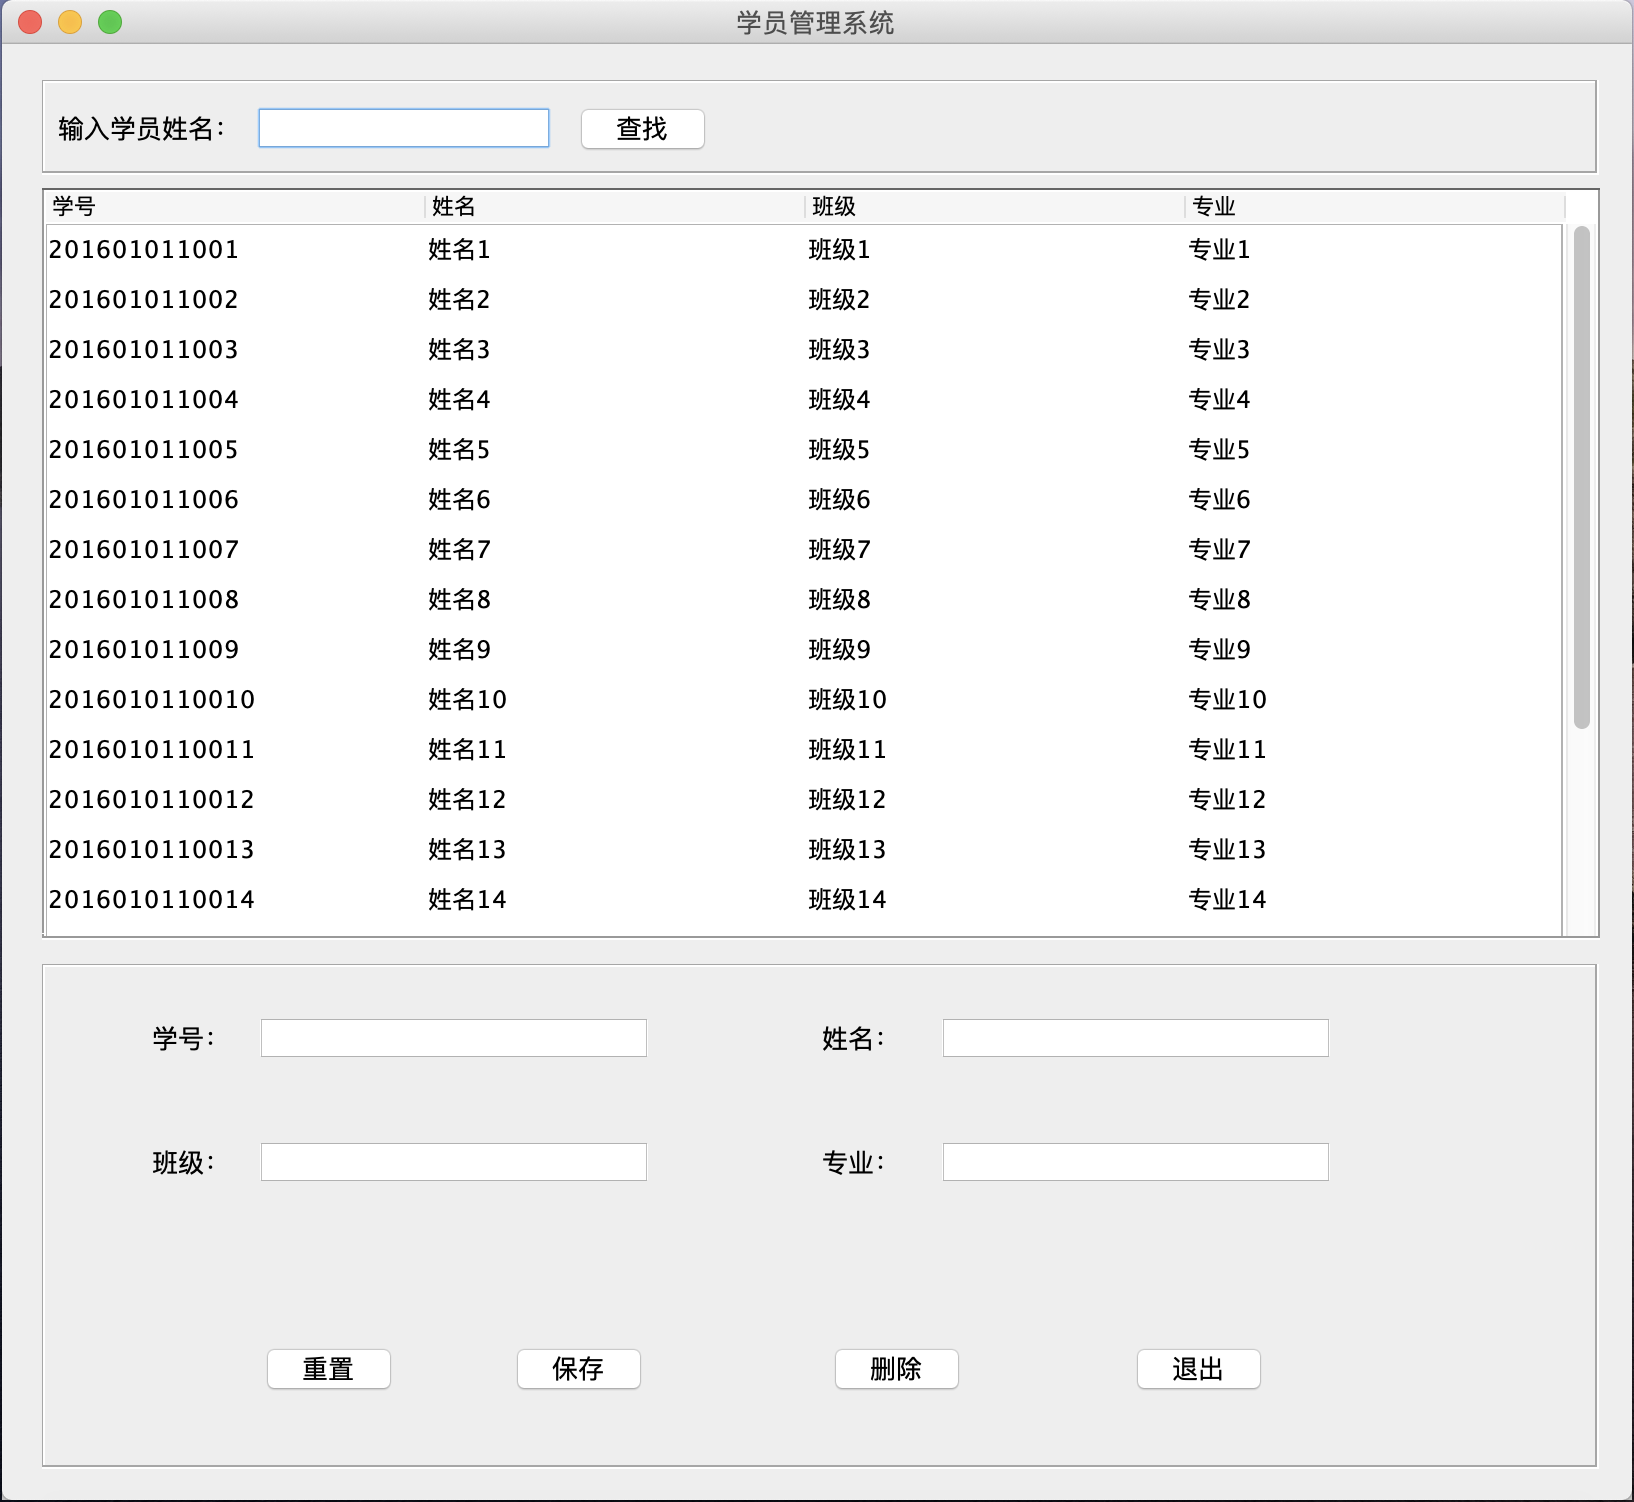 学员管理系统
输入学员姓名： 查找
学号 姓名 班级 专业
201601011001 姓名1 班级1 专业1
201601011002 姓名2 班级2 专业2
201601011003 姓名3 班级3 专业3
201601011004 姓名4 班级4 专业4
201601011005 姓名5 班级5 专业5
201601011006 姓名6 班级6 专业6
201601011007 姓名7 班级7 专业7
201601011008 姓名8 班级8 专业8
201601011009 姓名9 班级9 专业9
2016010110010 姓名10 班级10 专业10
2016010110011 姓名11 班级11 专业11
2016010110012 姓名12 班级12 专业12
2016010110013 姓名13 班级13 专业13
2016010110014 姓名14 班级14 专业14
学号： 姓名：
班级： 专业：
重置 保存 删除 退出